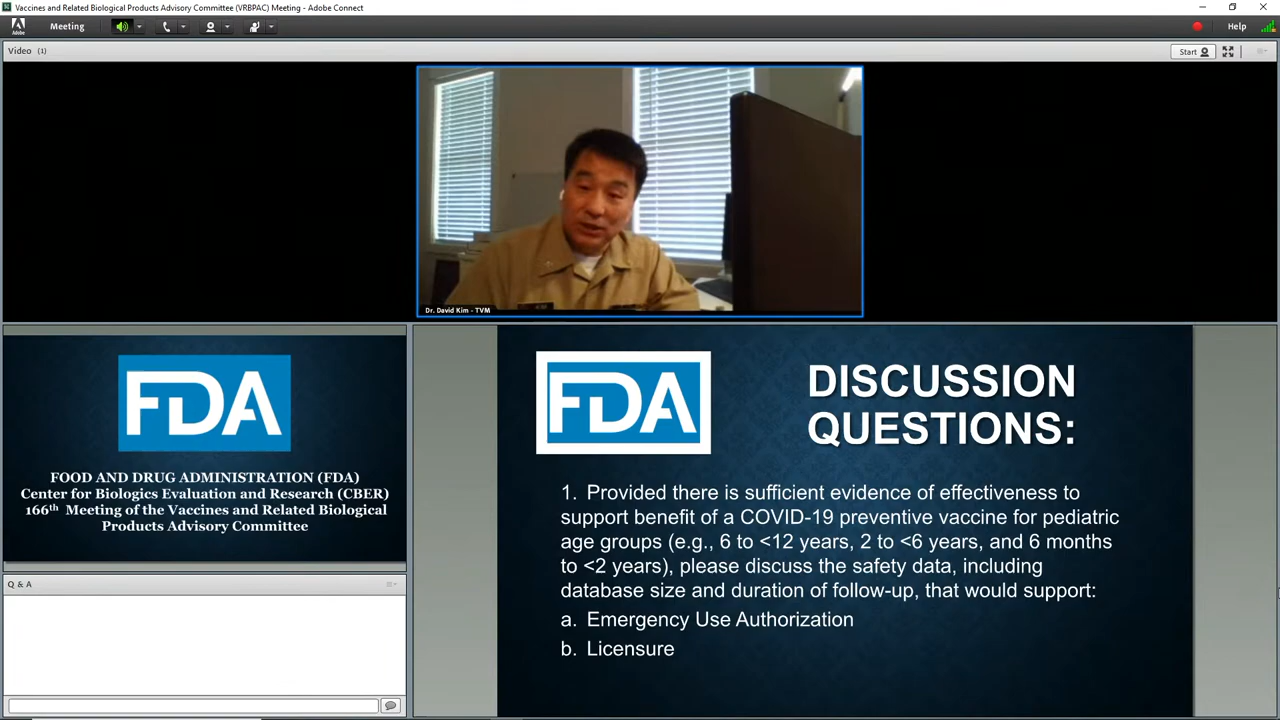 Vaccines and Related Biological Products Advisory Committee (VRBPAC) Meeting - Adobe Connect
Adobe
Meeting
Help
Video (1)
Start
Dr. David Kim - TVM
FDA
FOOD AND DRUG ADMINISTRATION (FDA)
Center for Biologics Evaluation and Research (CBER)
166th Meeting of the Vaccines and Related Biological
Products Advisory Committee
Q & A
FDA
DISCUSSION
QUESTIONS:
1. Provided there is sufficient evidence of effectiveness to
support benefit of a COVID-19 preventive vaccine for pediatric
age groups (e.g., 6 to <12 years, 2 to <6 years, and 6 months
to <2 years), please discuss the safety data, including
database size and duration of follow-up, that would support:
a. Emergency Use Authorization
b. Licensure